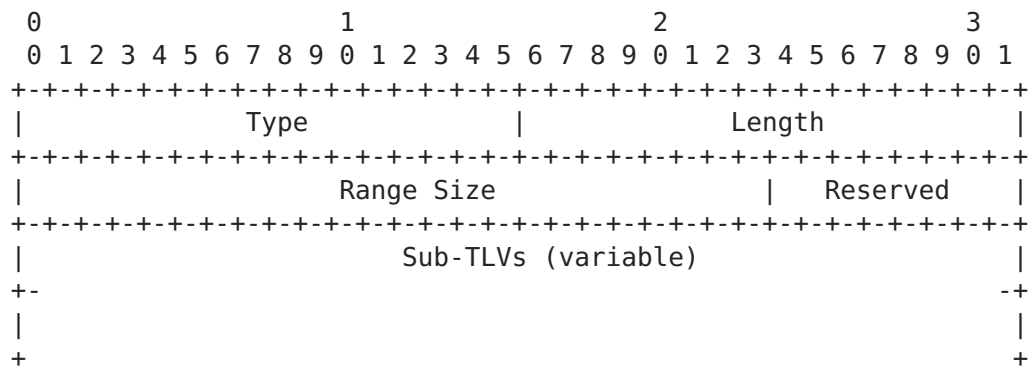 0                   1                   2                   3
 0 1 2 3 4 5 6 7 8 9 0 1 2 3 4 5 6 7 8 9 0 1 2 3 4 5 6 7 8 9 0 1
+-+-+-+-+-+-+-+-+-+-+-+-+-+-+-+-+-+-+-+-+-+-+-+-+-+-+-+-+-+-+-+-+
|              Type             |             Length            |
+-+-+-+-+-+-+-+-+-+-+-+-+-+-+-+-+-+-+-+-+-+-+-+-+-+-+-+-+-+-+-+-+
|                    Range Size                 |   Reserved    |
+-+-+-+-+-+-+-+-+-+-+-+-+-+-+-+-+-+-+-+-+-+-+-+-+-+-+-+-+-+-+-+-+
|                        Sub-TLVs (variable)                    |
+-                                                             -+
|                                                               |
+                                                               +